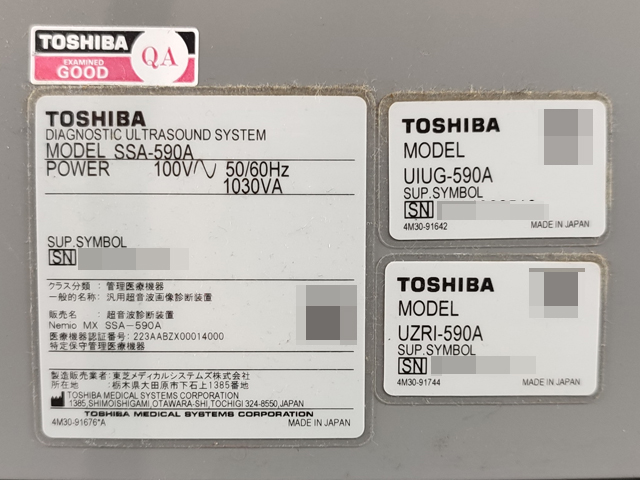 TOSHIBA
EXAMINED
GOOD
QA
TOSHIBA
DIAGNOSTIC ULTRASOUND SYSTEM
MODEL SSA-590A
POWER 100V∕∿ 50/60Hz
1030VA
SUP.SYMBOL
SN
クラス分類 : 管理医療機器
一般的名称: 汎用超音波画像診断装置
販売名 : 超音波診断装置
Nemio MX SSA-590A
医療機器認証番号: 223AABZX00014000
特定保守管理医療機器
製造販売業者: 東芝メディカルシステムズ株式会社
所在地 : 栃木県大田原市下石上1385番地
TOSHIBA MEDICAL SYSTEMS CORPORATION
1385, SHIMOISHIGAMI, OTAWARA-SHI, TOCHIGI 324-8550, JAPAN
TOSHIBA MEDICAL SYSTEMS CORPORATION
4M30-91676*A MADE IN JAPAN
TOSHIBA
MODEL
UIUG-590A
SUP.SYMBOL
SN
4M30-91642 MADE IN JAPAN
TOSHIBA
MODEL
UZRI-590A
SUP.SYMBOL
SN
4M30-91744 MADE IN JAPAN